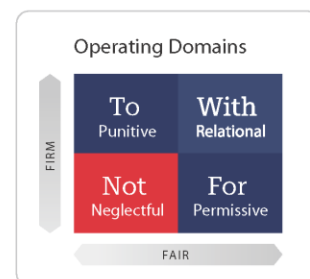 Operating Domains
To
Punitive
With
Relational
FIRM
Not
Neglectful
For
Permissive
FAIR